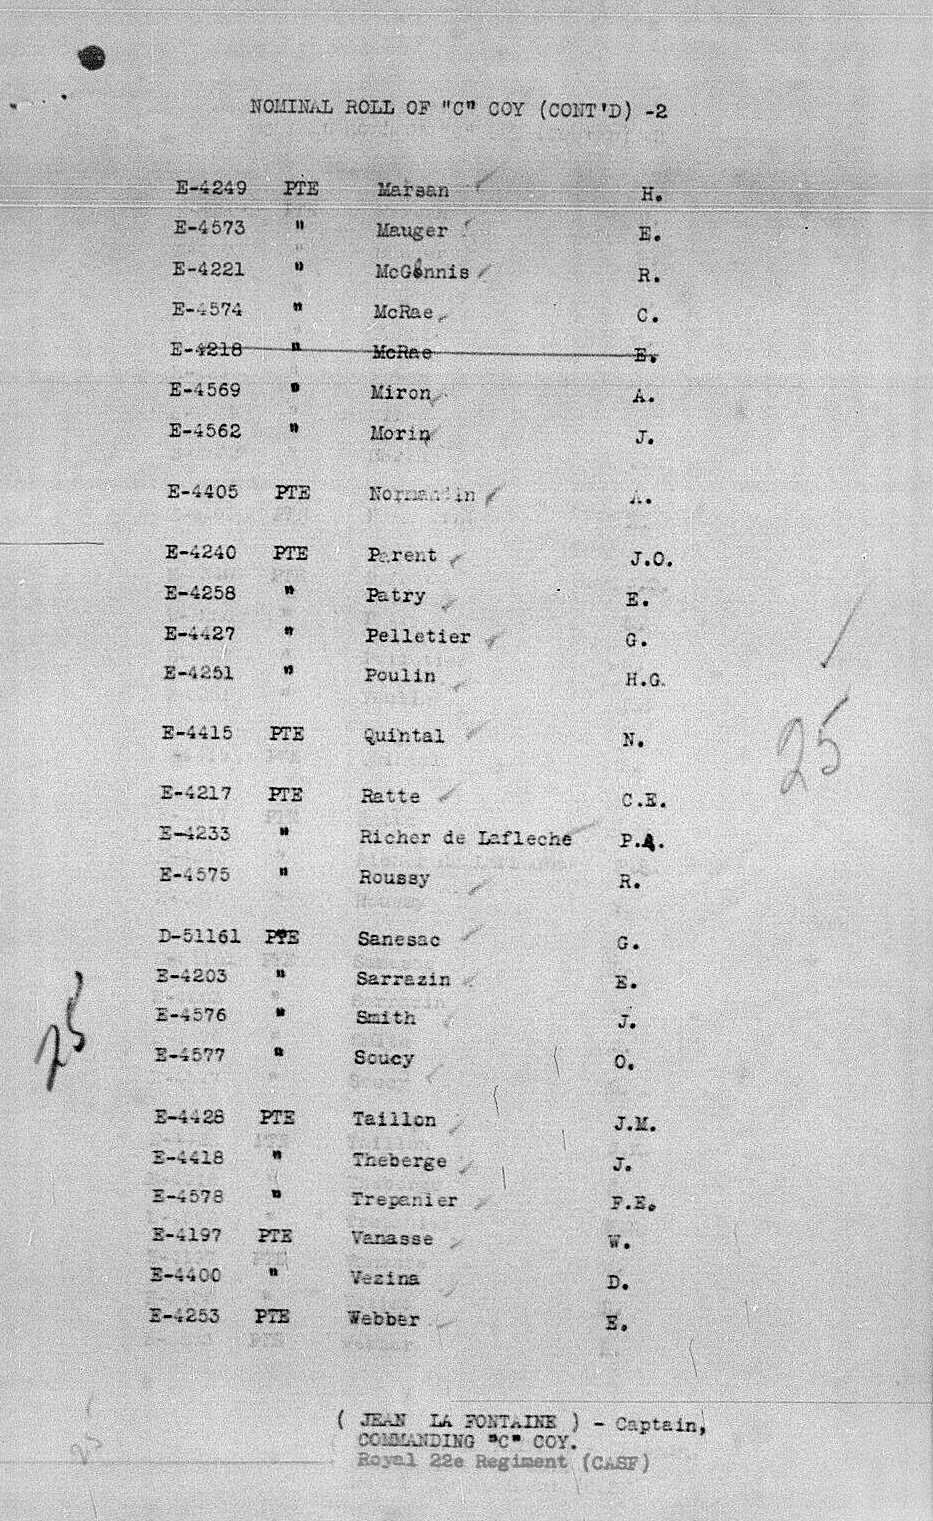 NOMINAL ROLL OF "C" COY (CONT'D) -2
E-4249 PTE Marsan H.
E-4573 " Mauger E.
E-4221 " McGinnis R.
E-4574 " McRae C.
E-4218 " McRae E.
E-4569 " Miron A.
E-4562 " Morin J.
E-4405 PTE Normandin A.
E-4240 PTE Parent J.O.
E-4258 " Patry E.
E-4427 " Pelletier G.
E-4251 " Poulin H.G.
E-4415 PTE Quintal N.
25
E-4217 PTE Ratte C.E.
E-4233 " Richer de Lafleche P.A.
E-4575 " Roussy R.
D-51161 PTE Sanesac G.
E-4203 " Sarrazin E.
E-4576 " Smith J.
25
E-4577 " Soucy O.
E-4428 PTE Taillon J.M.
E-4418 " Theberge J.
E-4578 " Trepanier F.E.
E-4197 PTE Vanasse W.
E-4400 " Vezina D.
E-4253 PTE Webber E.
( JEAN LA FONTAINE ) - Captain,
COMMANDING "C" COY.
25
Royal 22e Regiment (CASF)